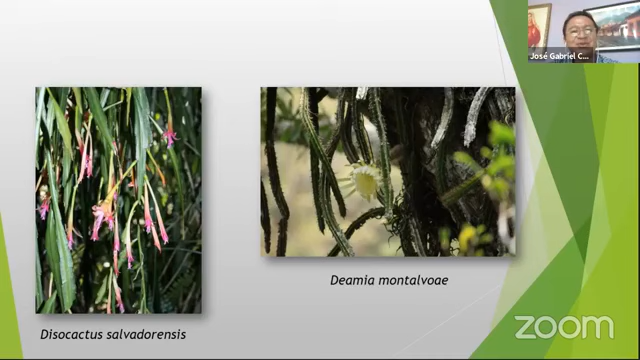 José Gabriel C...
Deamia montalvoae
Disocactus salvadorensis
zoom